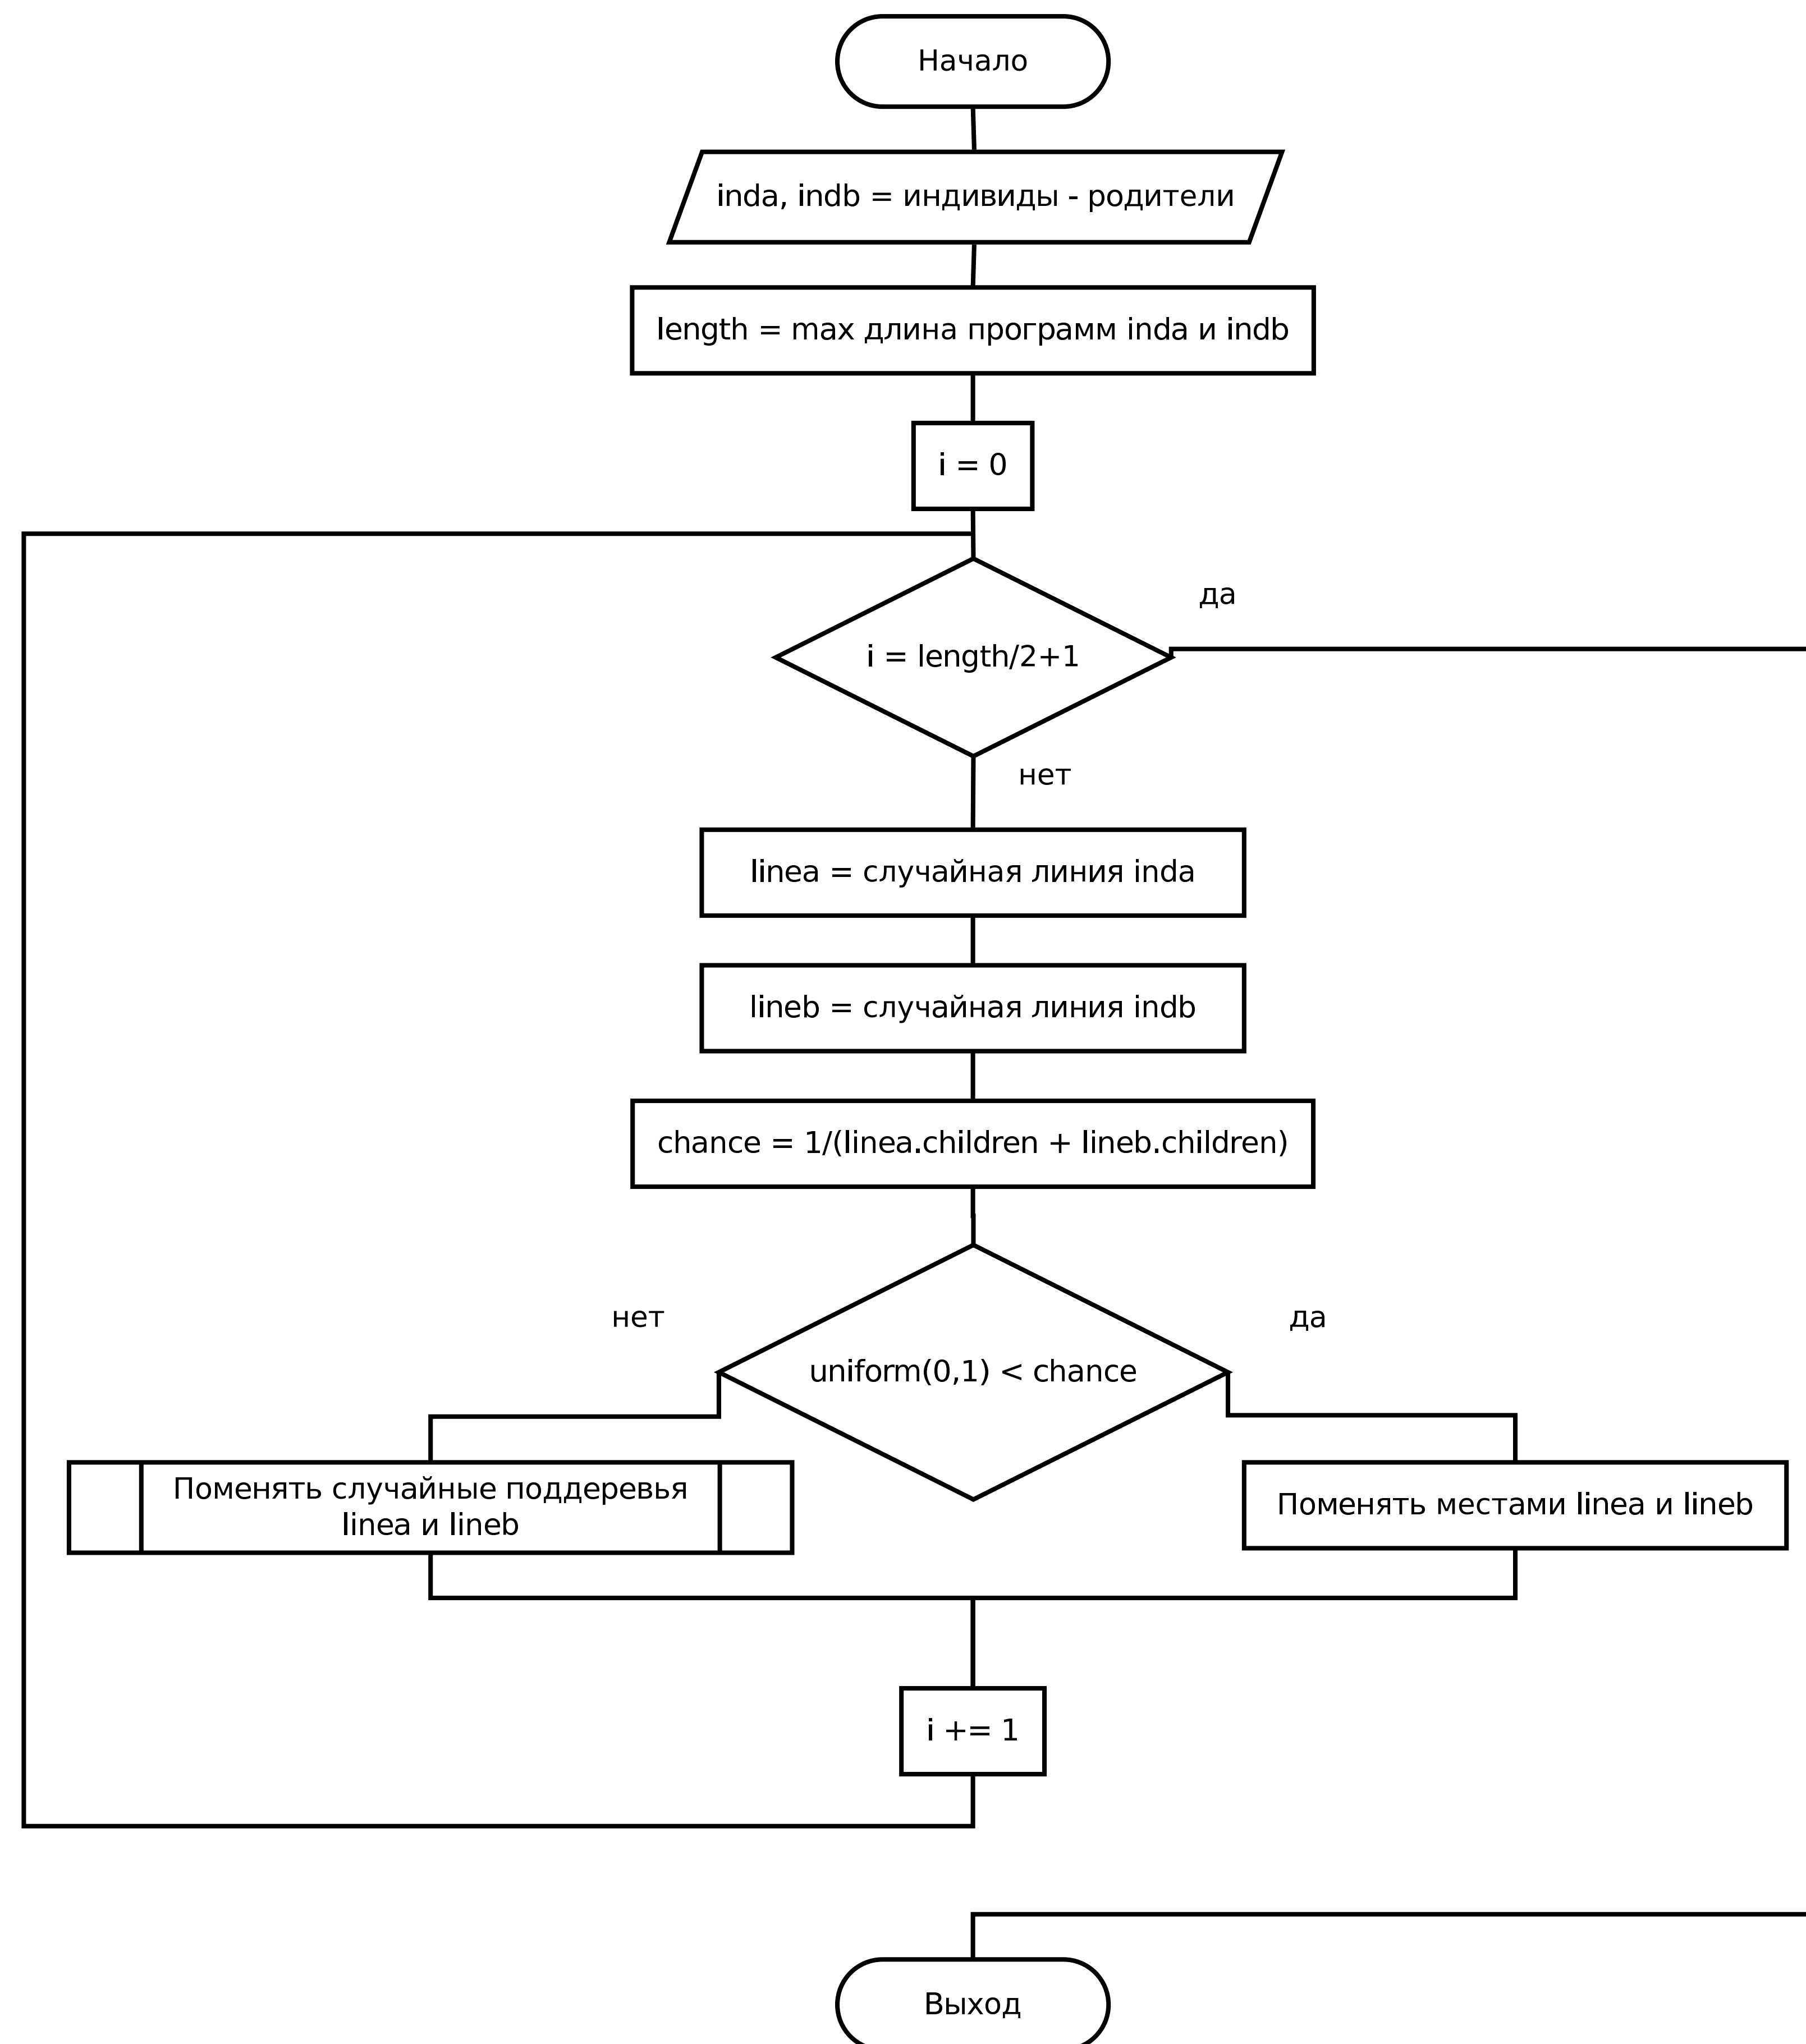 Начало
inda, indb = индивиды - родители
length = max длина программ inda и indb
i = 0
да
i = length/2+1
нет
linea = случайная линия inda
lineb = случайная линия indb
chance = 1/(linea.children + lineb.children)
нет
да
uniform(0,1) < chance
Поменять случайные поддеревья
linea и lineb
Поменять местами linea и lineb
i += 1
Выход